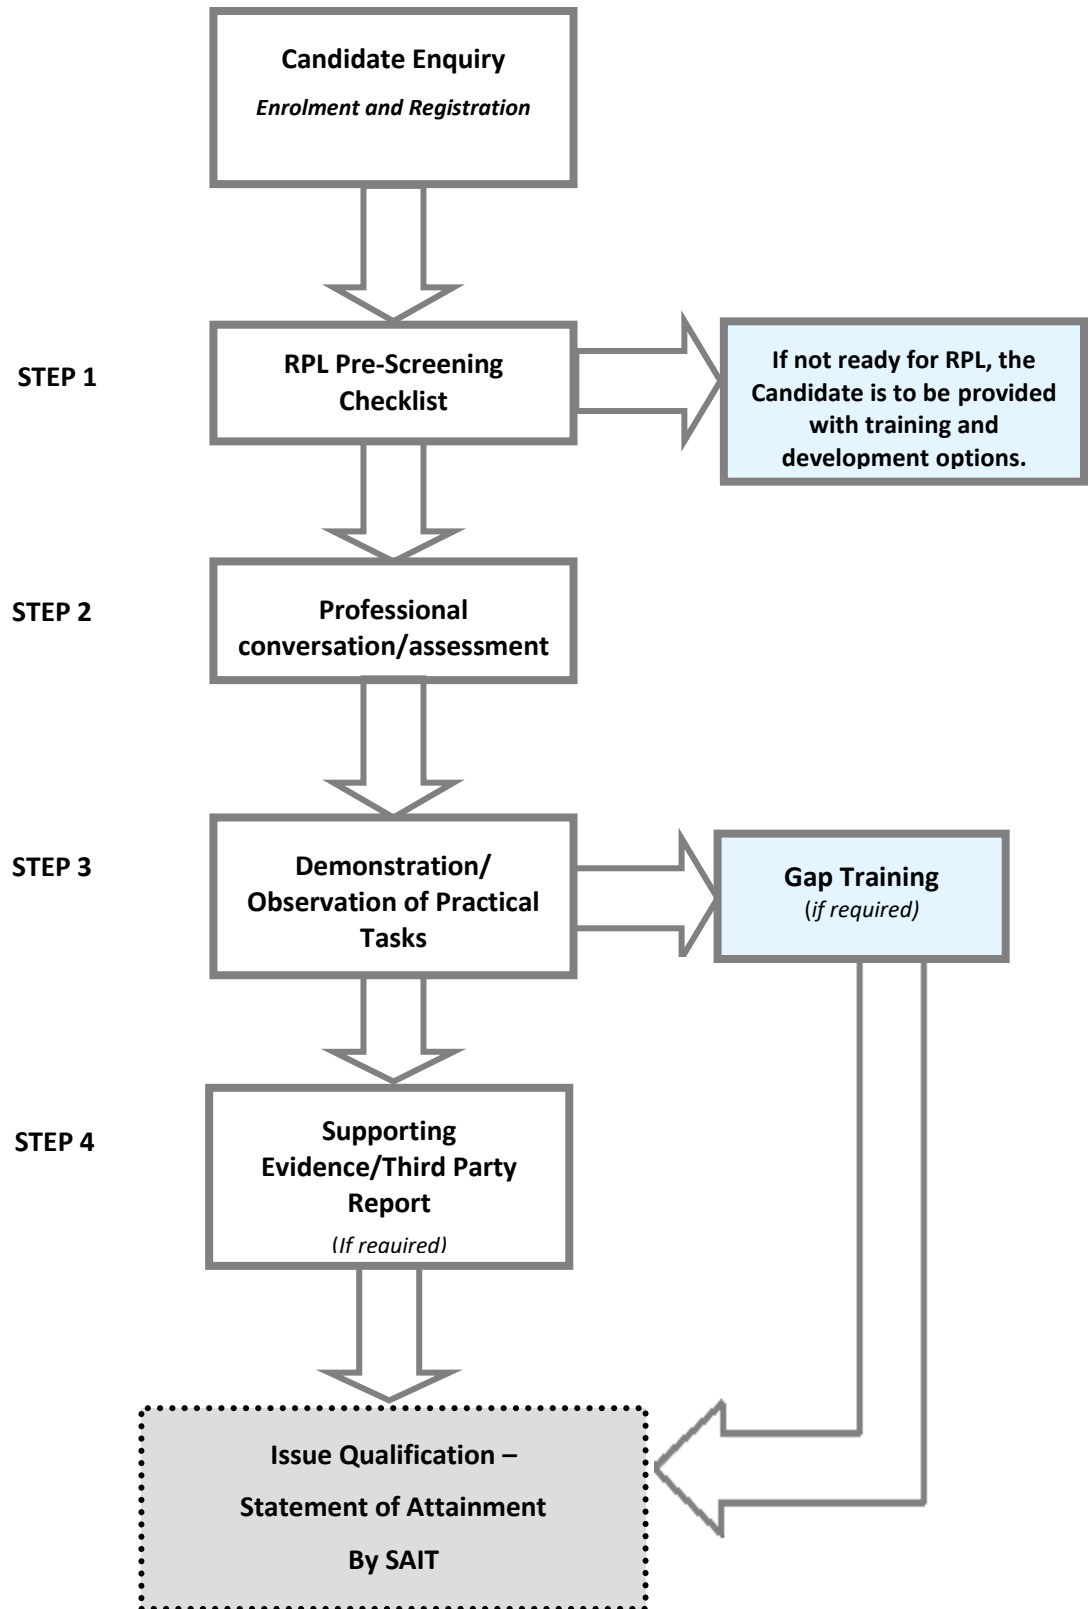 Candidate Enquiry
Enrolment and Registration
STEP 1
RPL Pre-Screening
Checklist
If not ready for RPL, the
Candidate is to be provided
with training and
development options.
STEP 2
Professional
conversation/assessment
STEP 3
Demonstration/
Observation of Practical
Tasks
Gap Training
(if required)
STEP 4
Supporting
Evidence/Third Party
Report
(If required)
Issue Qualification –
Statement of Attainment
By SAIT